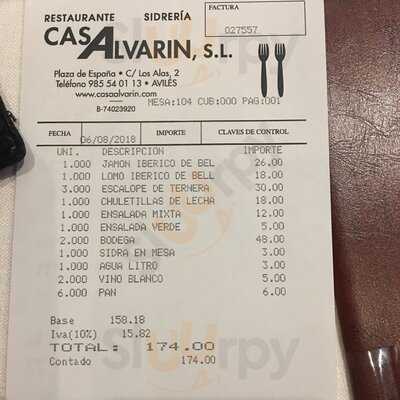 RESTAURANTE SIDRERÍA
CASA ALVARIN, S.L.
Plaza de España • C/ Los Alas, 2
Teléfono 985 54 01 13 • AVILÉS
www.casaalvarin.com
B-74023920
FACTURA
027557
MESA:104 CUB:000 PAG:001
FECHA 06/08/2018 IMPORTE CLAVES DE CONTROL
UNI. DESCRIPCION IMPORTE
1.000 JAMON IBERICO DE BEL 26.00
1.000 LOMO IBERICO DE BELL 18.00
3.000 ESCALOPE DE TERNERA 30.00
1.000 CHULETILLAS DE LECHA 18.00
1.000 ENSALADA MIXTA 12.00
1.000 ENSALADA VERDE 5.00
2.000 BODEGA 48.00
1.000 SIDRA EN MESA 3.00
1.000 AGUA LITRO 3.00
2.000 VINO BLANCO 5.00
6.000 PAN 6.00
Base 158.18
Iva(10%) 15.82
TOTAL: 174.00
Contado 174.00
Sluurpy